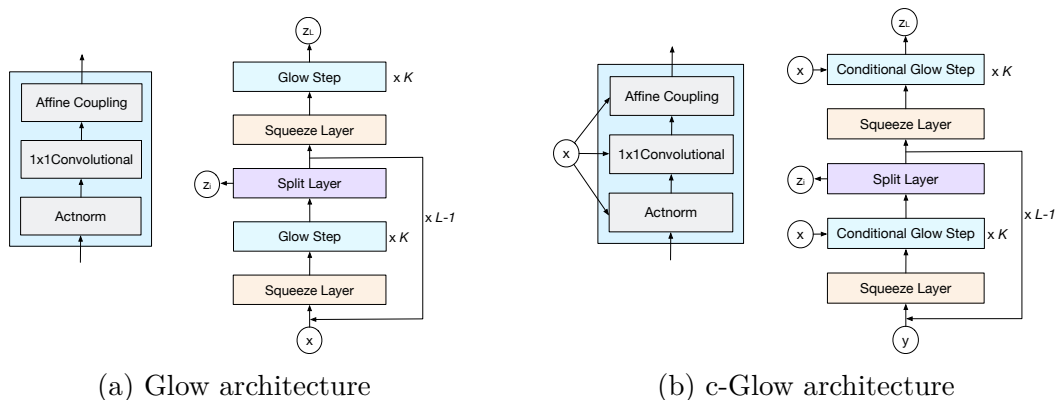 Affine Coupling
1x1Convolutional
Actnorm
zL
Glow Step
x K
Squeeze Layer
zi
Split Layer
Glow Step
x K
x L-1
Squeeze Layer
x
(a) Glow architecture
x
Affine Coupling
1x1Convolutional
Actnorm
zL
x
Conditional Glow Step
x K
Squeeze Layer
zi
Split Layer
x
Conditional Glow Step
x K
x L-1
Squeeze Layer
y
(b) c-Glow architecture